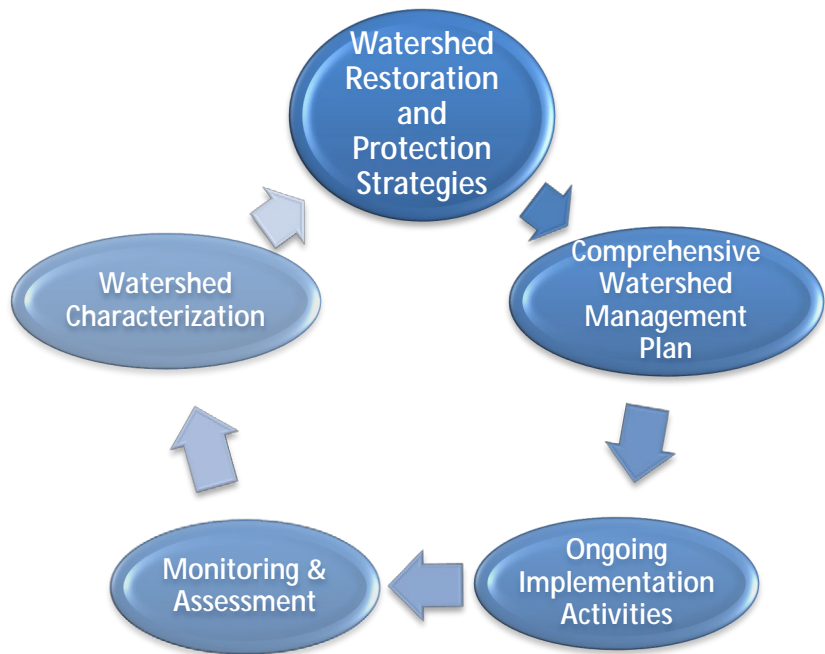 Watershed
Restoration
and
Protection
Strategies
Comprehensive
Watershed
Management
Plan
Ongoing
Implementation
Activities
Monitoring &
Assessment
Watershed
Characterization